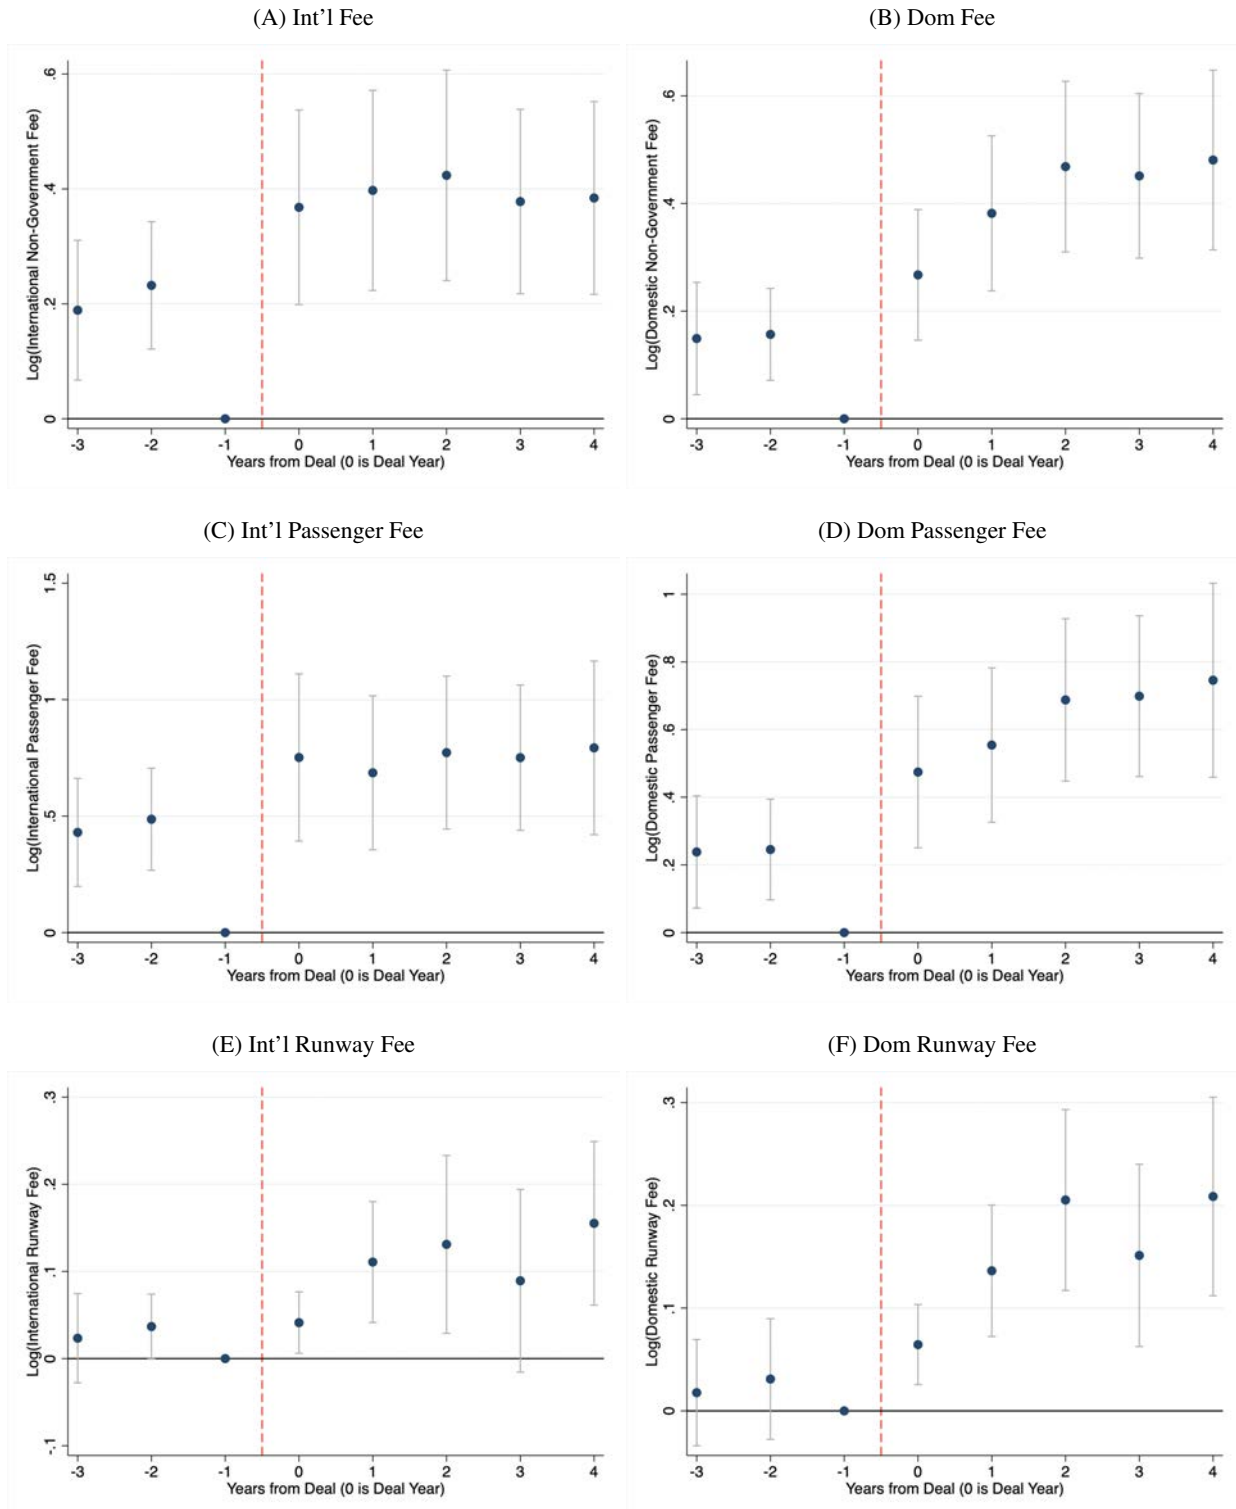 (A) Int'l Fee
Log(International Non-Government Fee)
.6
.4
.2
0
-3 -2 -1 0 1 2 3 4
Years from Deal (0 is Deal Year)
(B) Dom Fee
Log(Domestic Non-Government Fee)
.6
.4
.2
0
-3 -2 -1 0 1 2 3 4
Years from Deal (0 is Deal Year)
(C) Int'l Passenger Fee
Log(International Passenger Fee)
1.5
1
.5
0
-3 -2 -1 0 1 2 3 4
Years from Deal (0 is Deal Year)
(D) Dom Passenger Fee
Log(Domestic Passenger Fee)
1
.8
.6
.4
.2
0
-3 -2 -1 0 1 2 3 4
Years from Deal (0 is Deal Year)
(E) Int'l Runway Fee
Log(International Runway Fee)
.3
.2
.1
0
-.1
-3 -2 -1 0 1 2 3 4
Years from Deal (0 is Deal Year)
(F) Dom Runway Fee
Log(Domestic Runway Fee)
.3
.2
.1
0
-3 -2 -1 0 1 2 3 4
Years from Deal (0 is Deal Year)